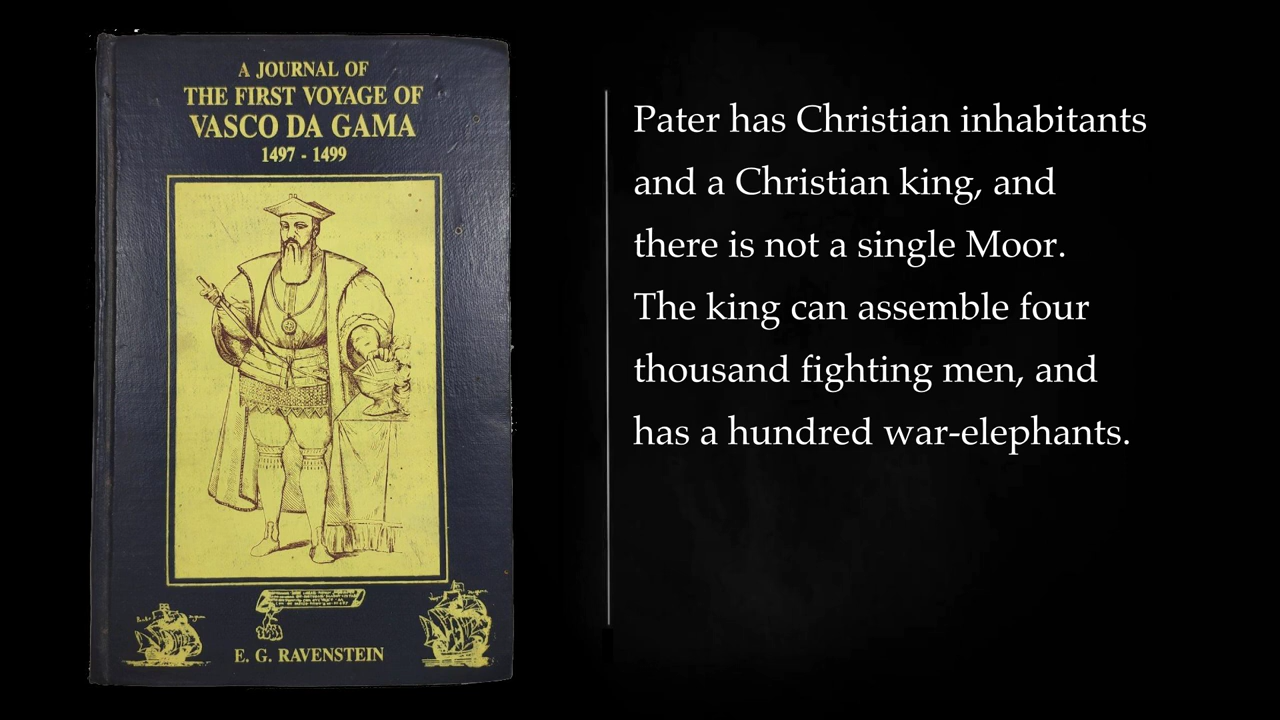 A JOURNAL OF
THE FIRST VOYAGE OF
VASCO DA GAMA
1497 - 1499
E. G. RAVENSTEIN
Pater has Christian inhabitants
and a Christian king, and
there is not a single Moor.
The king can assemble four
thousand fighting men, and
has a hundred war-elephants.